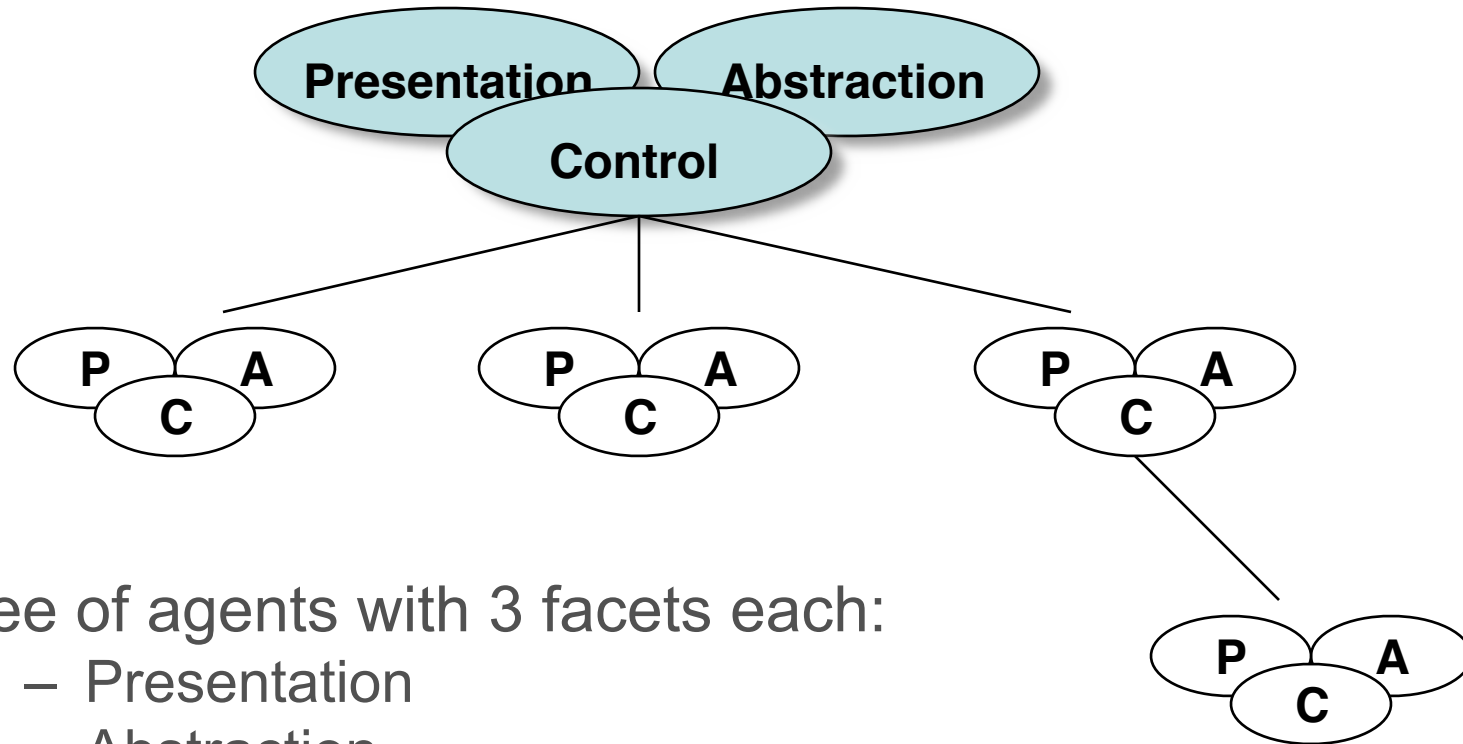 Presentation Abstraction
Control
P A P A P A
C C C
ee of agents with 3 facets each:
– Presentation
P A
Abstraction
C